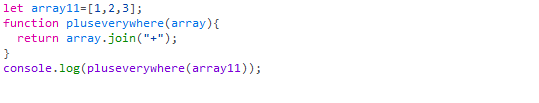 let array11=[1,2,3];
function pluseverywhere(array){
  return array.join("+");
}
console.log(pluseverywhere(array11));